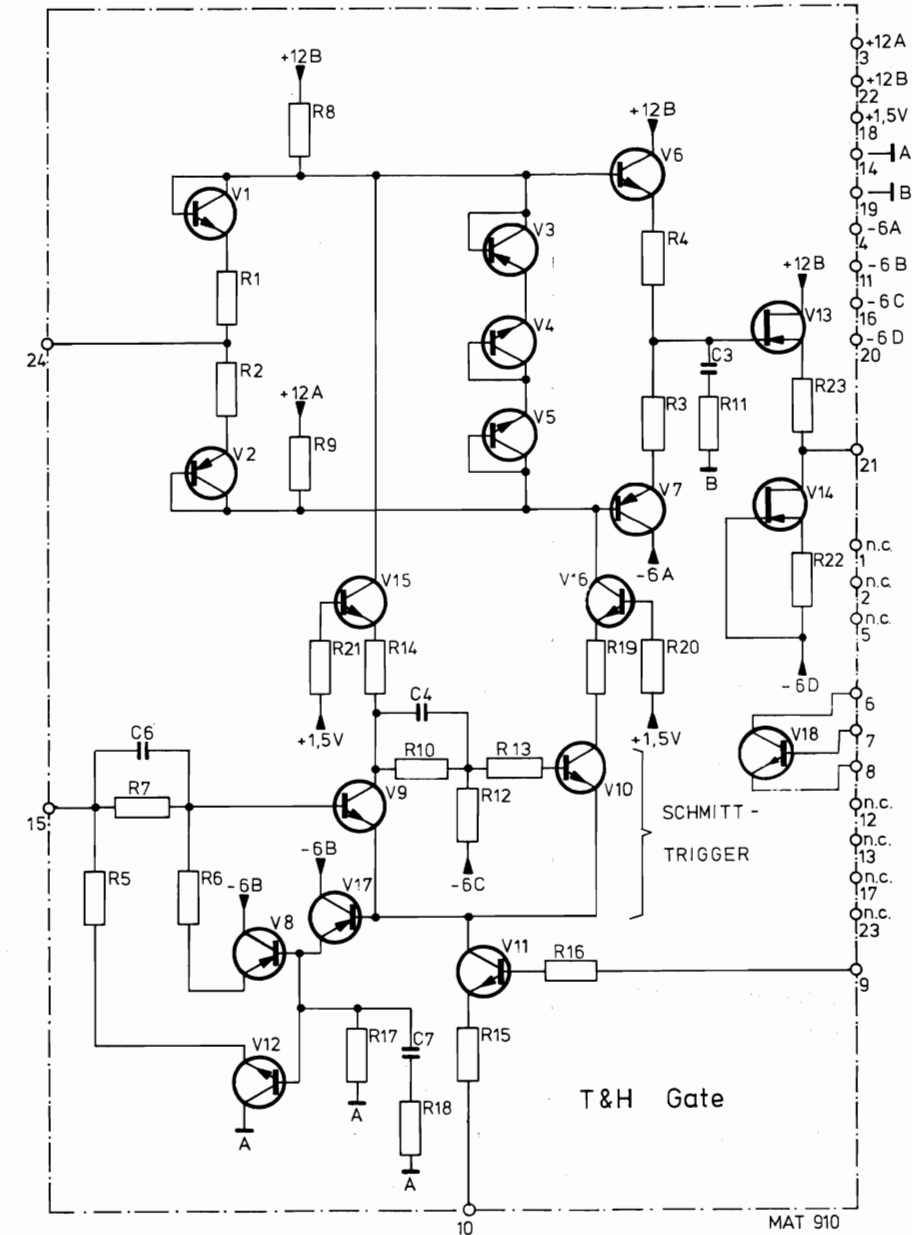 +12A
3
+12B
22
+1,5V
18
A
14
B
19
-6A
4
-6B
11
-6C
16
-6D
20
+12B
R8
+12B
V6
V1
V3
R4
R1
+12B
V13
24
V4
C3
R2
R23
+12A
R3
R11
R9
V5
V2
21
B
V14
V7
n.c.
1
R22
-6A
V15
V16
n.c.
2
n.c.
5
R21
R14
R19
R20
-6D
C4
6
+1,5V
+1,5V
C6
V18
7
R10
R13
8
R7
V9
V10
n.c.
12
15
R12
SCHMITT-
TRIGGER
n.c.
13
-6B
R5
R6
-6B
V17
-6C
n.c.
17
V8
n.c.
23
V11
R16
9
V12
R17
C7
R15
T&H Gate
A
R18
A
A
10
MAT 910